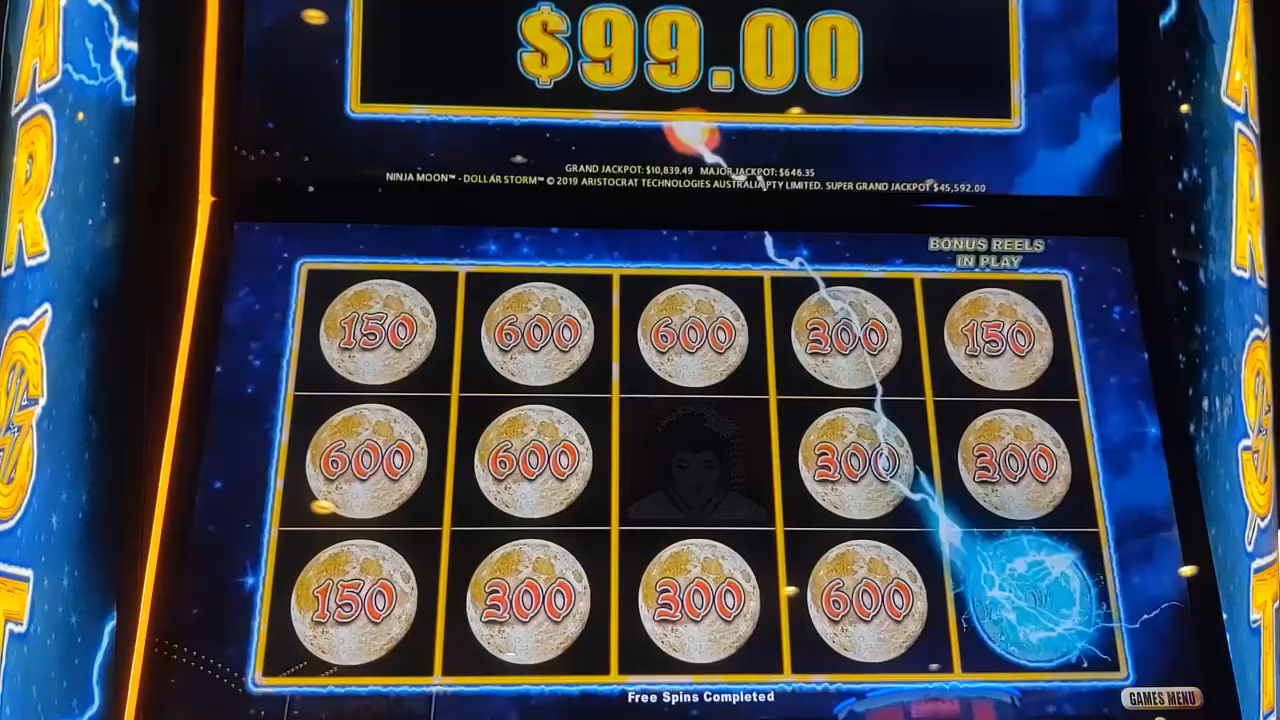 $99.00
GRAND JACKPOT: $10,839.49 MAJOR JACKPOT: $646.35
NINJA MOON™ - DOLLAR STORM™ © 2019 ARISTOCRAT TECHNOLOGIES AUSTRALIA PTY LIMITED. SUPER GRAND JACKPOT $45,592.00
BONUS REELS
IN PLAY
150 600 600 300 150
600 600 300 300
150 300 300 600
Free Spins Completed
GAMES MENU